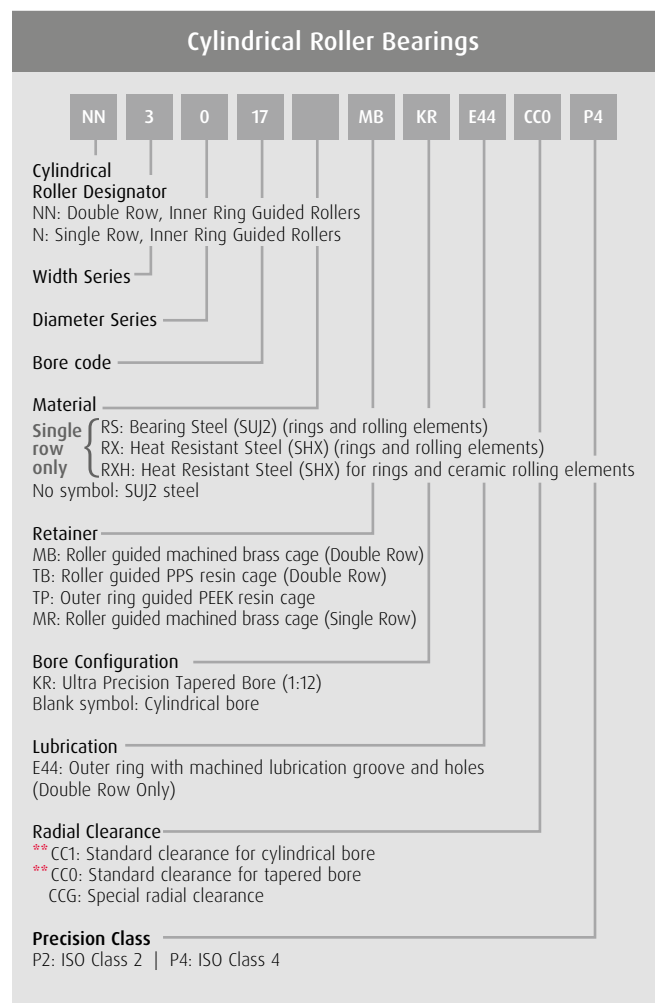 Cylindrical Roller Bearings
NN 3 0 17 MB KR E44 CC0 P4
Cylindrical
Roller Designator
NN: Double Row, Inner Ring Guided Rollers
N: Single Row, Inner Ring Guided Rollers
Width Series
Diameter Series
Bore code
Material
Single
row
only
RS: Bearing Steel (SUJ2) (rings and rolling elements)
RX: Heat Resistant Steel (SHX) (rings and rolling elements)
RXH: Heat Resistant Steel (SHX) for rings and ceramic rolling elements
No symbol: SUJ2 steel
Retainer
MB: Roller guided machined brass cage (Double Row)
TB: Roller guided PPS resin cage (Double Row)
TP: Outer ring guided PEEK resin cage
MR: Roller guided machined brass cage (Single Row)
Bore Configuration
KR: Ultra Precision Tapered Bore (1:12)
Blank symbol: Cylindrical bore
Lubrication
E44: Outer ring with machined lubrication groove and holes
(Double Row Only)
Radial Clearance
**CC1: Standard clearance for cylindrical bore
**CC0: Standard clearance for tapered bore
CCG: Special radial clearance
Precision Class
P2: ISO Class 2 | P4: ISO Class 4